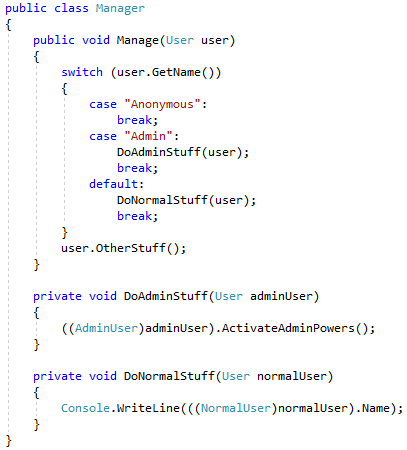 public class Manager
{
    public void Manage(User user)
    {
        switch (user.GetName())
        {
            case "Anonymous":
                break;
            case "Admin":
                DoAdminStuff(user);
                break;
            default:
                DoNormalStuff(user);
                break;
        }
        user.OtherStuff();
    }

    private void DoAdminStuff(User adminUser)
    {
        ((AdminUser)adminUser).ActivateAdminPowers();
    }

    private void DoNormalStuff(User normalUser)
    {
        Console.WriteLine(((NormalUser)normalUser).Name);
    }
}